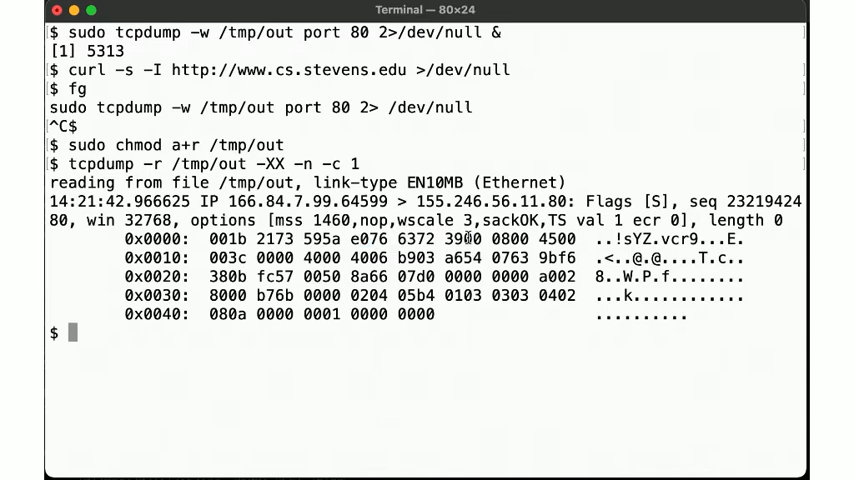 Terminal — 80×24
$ sudo tcpdump -w /tmp/out port 80 2>/dev/null &
[1] 5313
$ curl -s -I http://www.cs.stevens.edu >/dev/null
$ fg
sudo tcpdump -w /tmp/out port 80 2> /dev/null
^C$
$ sudo chmod a+r /tmp/out
$ tcpdump -r /tmp/out -XX -n -c 1
reading from file /tmp/out, link-type EN10MB (Ethernet)
14:21:42.966625 IP 166.84.7.99.64599 > 155.246.56.11.80: Flags [S], seq 23219424
80, win 32768, options [mss 1460,nop,wscale 3,sackOK,TS val 1 ecr 0], length 0
0x0000: 001b 2173 595a e076 6372 3900 0800 4500 ..!sYZ.vcr9...E.
0x0010: 003c 0000 4000 4006 b903 a654 0763 9bf6 .<..@.@....T.c..
0x0020: 380b fc57 0050 8a66 07d0 0000 0000 a002 8..W.P.f........
0x0030: 8000 b76b 0000 0204 05b4 0103 0303 0402 ...k............
0x0040: 080a 0000 0001 0000 0000 ..........
$